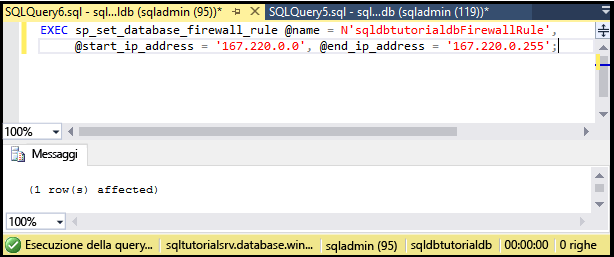 SQLQuery6.sql - sql...ldb (sqladmin (95))* SQLQuery5.sql - sql...db (sqladmin (119))*
EXEC sp_set_database_firewall_rule @name = N'sqldbtutorialdbFirewallRule',
@start_ip_address = '167.220.0.0', @end_ip_address = '167.220.0.255';
100%
Messaggi
(1 row(s) affected)
100%
Esecuzione della query... sqltutorialsrv.database.win... sqladmin (95) sqldbtutorialdb 00:00:00 0 righe